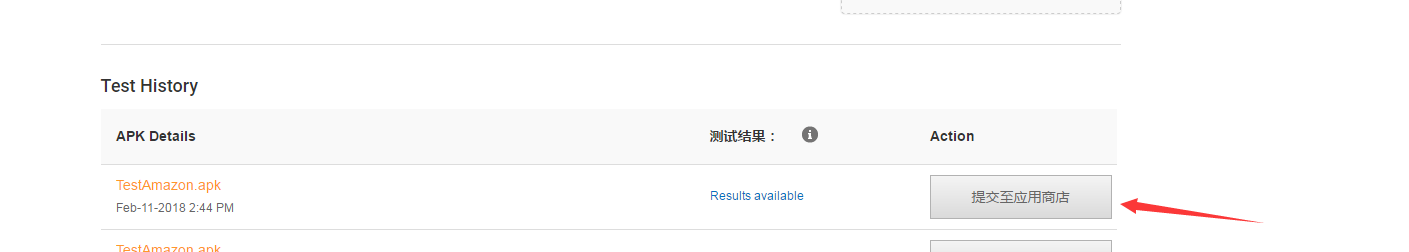 Test History
APK Details 测试结果： Action
TestAmazon.apk
Results available 提交至应用商店
Feb-11-2018 2:44 PM
TestAmazon.apk